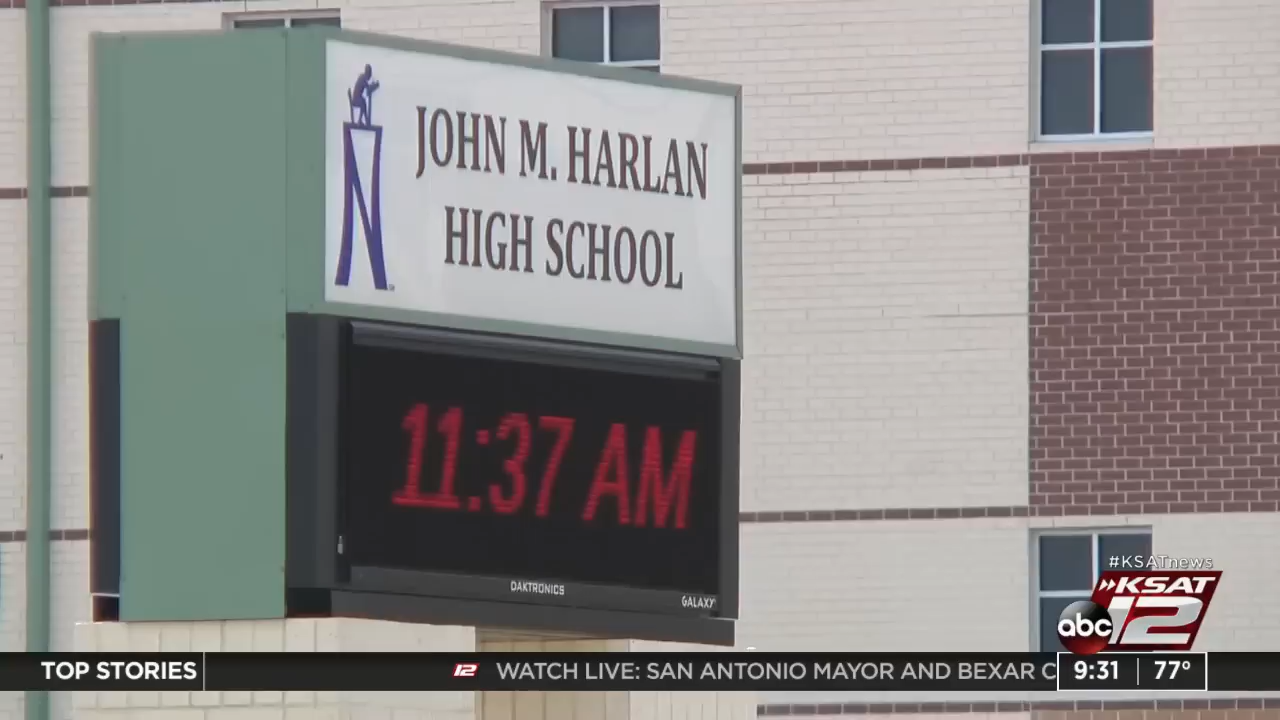 N
JOHN M. HARLAN
HIGH SCHOOL
11:37 AM
DAKTRONICS
GALAXY
#KSATnews
KSAT
abc 12
TOP STORIES
12 WATCH LIVE: SAN ANTONIO MAYOR AND BEXAR C
9:31 77°